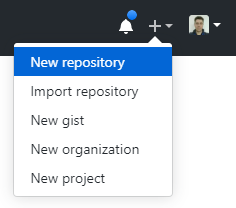 New repository
Import repository
New gist
New organization
New project